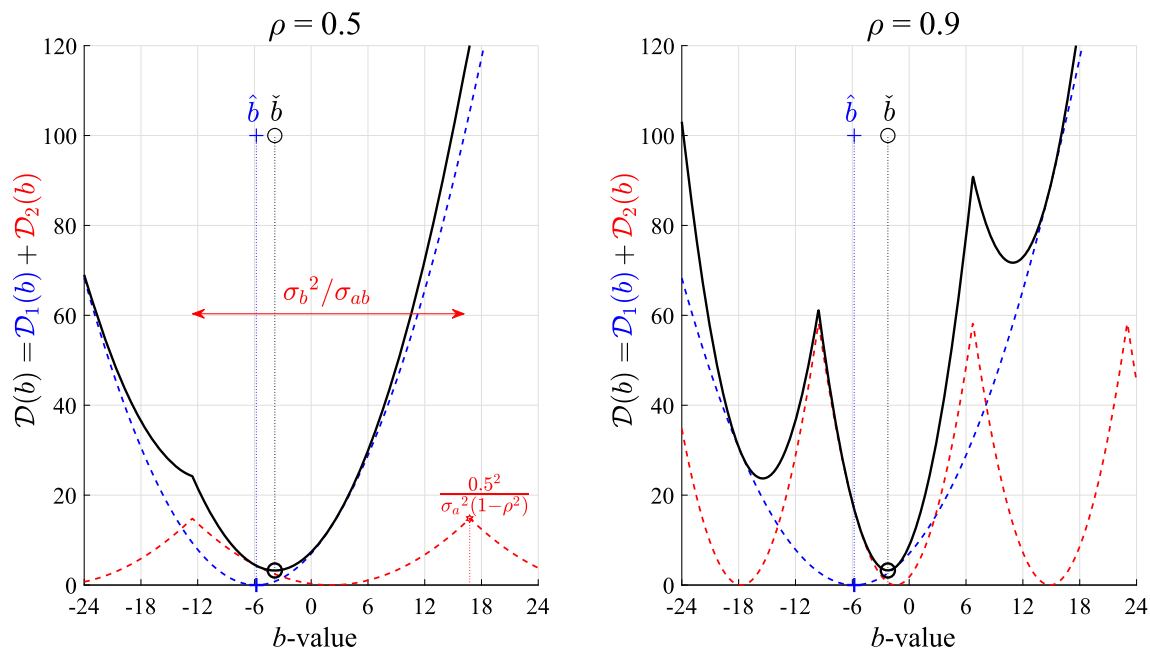 ρ = 0.5
𝒟(b) = 𝒟₁(b) + 𝒟₂(b)
120
100
80
60
40
20
0
b̂ b̌
σ_b²/σ_ab
0.5²
σ_a²(1−ρ²)
-24 -18 -12 -6 0 6 12 18 24
b-value
ρ = 0.9
𝒟(b) = 𝒟₁(b) + 𝒟₂(b)
120
100
80
60
40
20
0
b̂ b̌
-24 -18 -12 -6 0 6 12 18 24
b-value